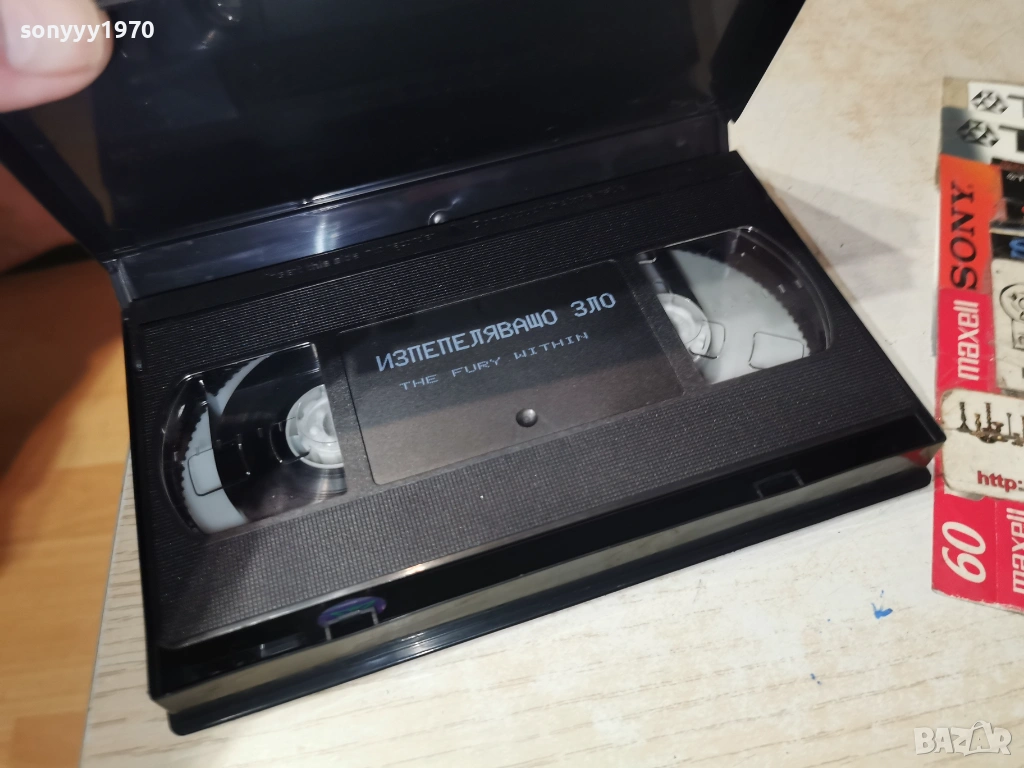 sonyyy1970
ИЗПЕПЕЛЯВАЩО ЗЛО
THE FURY WITHIN
SONY
maxell
http:
60
maxell
BAZAR